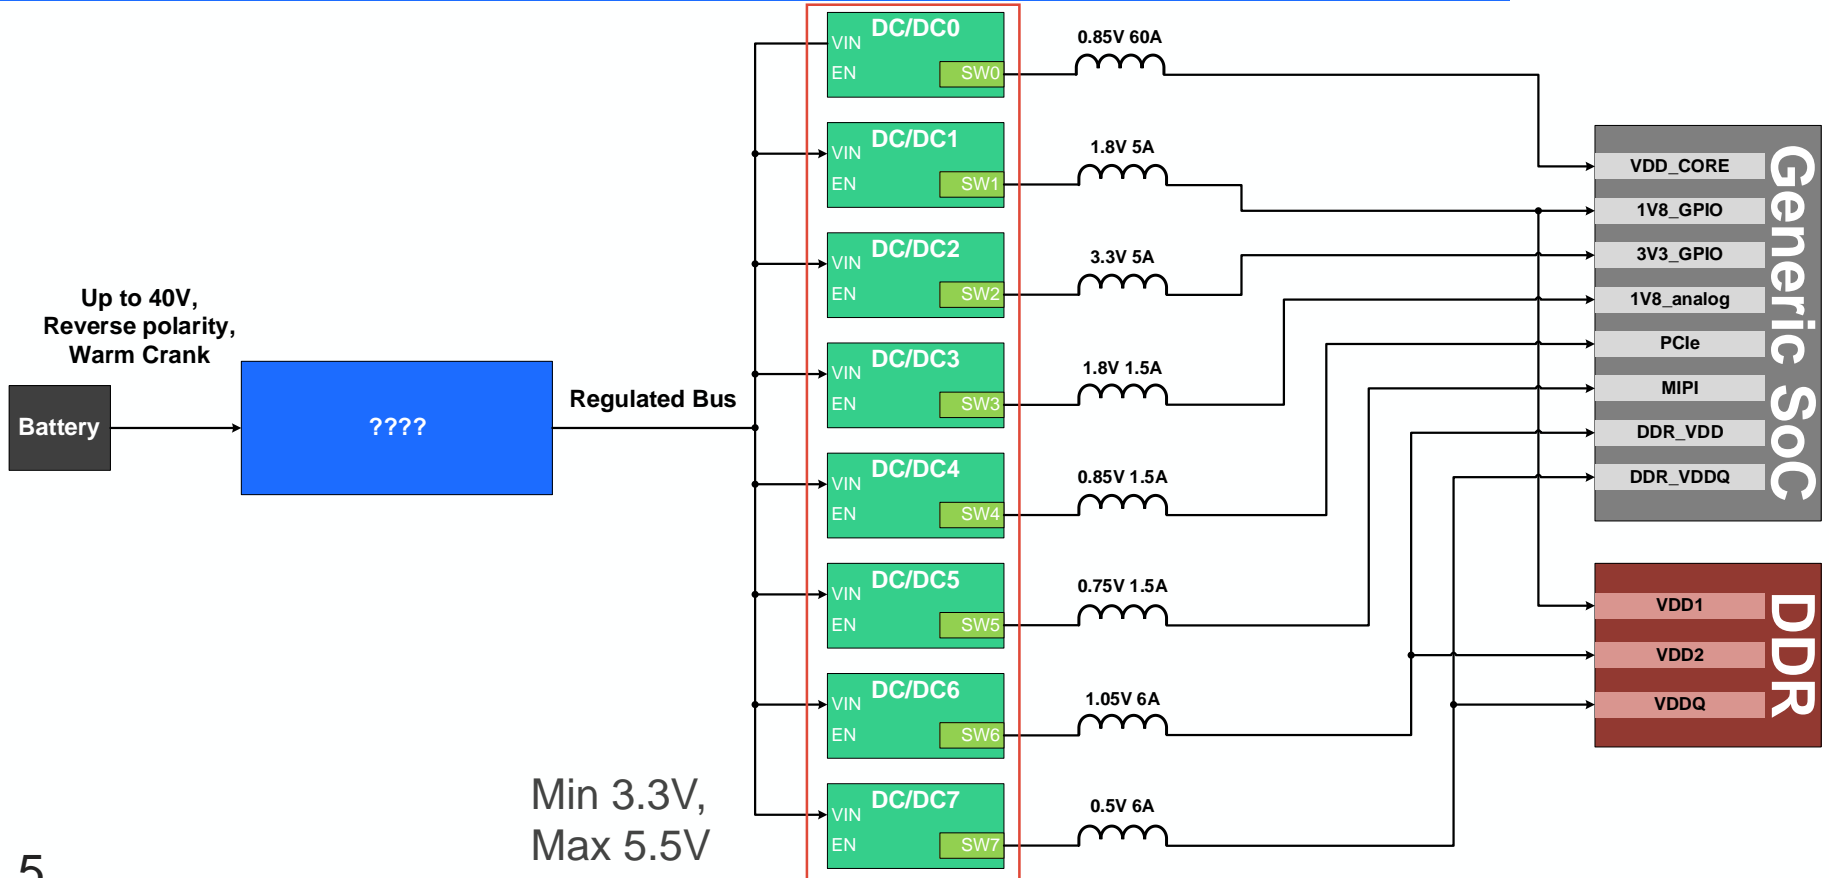 DC/DC0
VIN
EN
SW0
0.85V 60A
DC/DC1
VIN
EN
SW1
1.8V 5A
DC/DC2
VIN
EN
SW2
3.3V 5A
DC/DC3
VIN
EN
SW3
1.8V 1.5A
DC/DC4
VIN
EN
SW4
0.85V 1.5A
DC/DC5
VIN
EN
SW5
0.75V 1.5A
DC/DC6
VIN
EN
SW6
1.05V 6A
DC/DC7
VIN
EN
SW7
0.5V 6A
Up to 40V,
Reverse polarity,
Warm Crank
Battery
????
Regulated Bus
Min 3.3V,
Max 5.5V
Generic SoC
VDD_CORE
1V8_GPIO
3V3_GPIO
1V8_analog
PCIe
MIPI
DDR_VDD
DDR_VDDQ
DDR
VDD1
VDD2
VDDQ
5